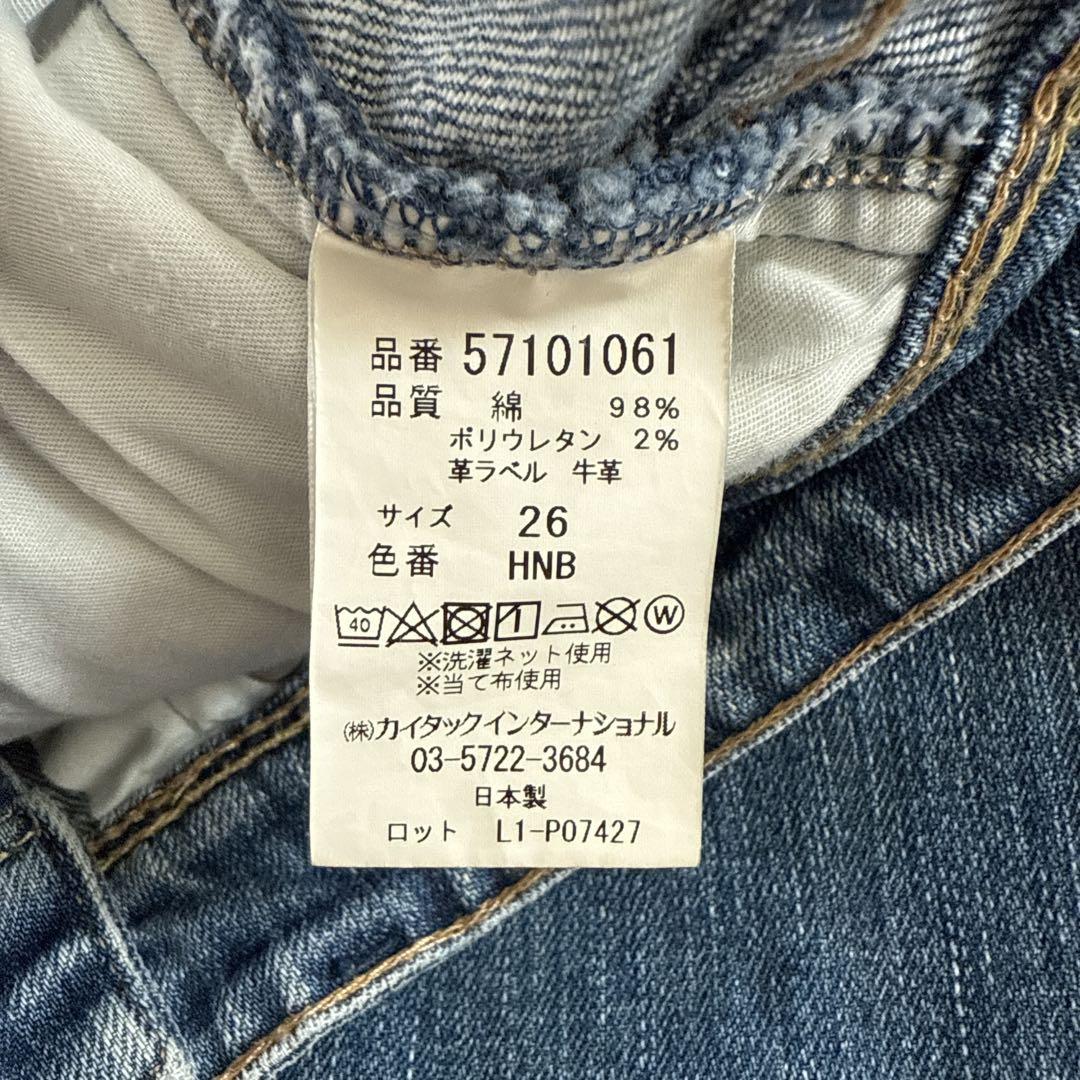 品番 57101061
品質 綿 98%
ポリウレタン 2%
革ラベル 牛革
サイズ 26
色番 HNB
40 1 W
※洗濯ネット使用
※当て布使用
㈱カイタックインターナショナル
03-5722-3684
日本製
ロット L1-P07427